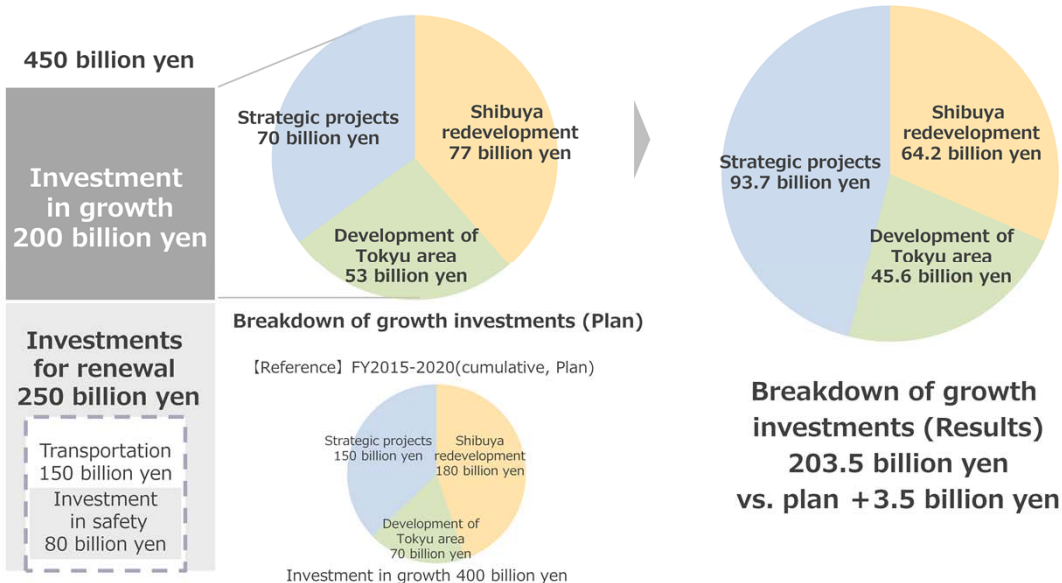 450 billion yen
Investment
in growth
200 billion yen
Investments
for renewal
250 billion yen
Transportation
150 billion yen
Investment
in safety
80 billion yen
Strategic projects
70 billion yen
Shibuya
redevelopment
77 billion yen
Development of
Tokyu area
53 billion yen
Breakdown of growth investments (Plan)
【Reference】FY2015-2020(cumulative, Plan)
Strategic projects
150 billion yen
Shibuya
redevelopment
180 billion yen
Development of
Tokyu area
70 billion yen
Investment in growth 400 billion yen
Strategic projects
93.7 billion yen
Shibuya
redevelopment
64.2 billion yen
Development of
Tokyu area
45.6 billion yen
Breakdown of growth
investments (Results)
203.5 billion yen
vs. plan +3.5 billion yen